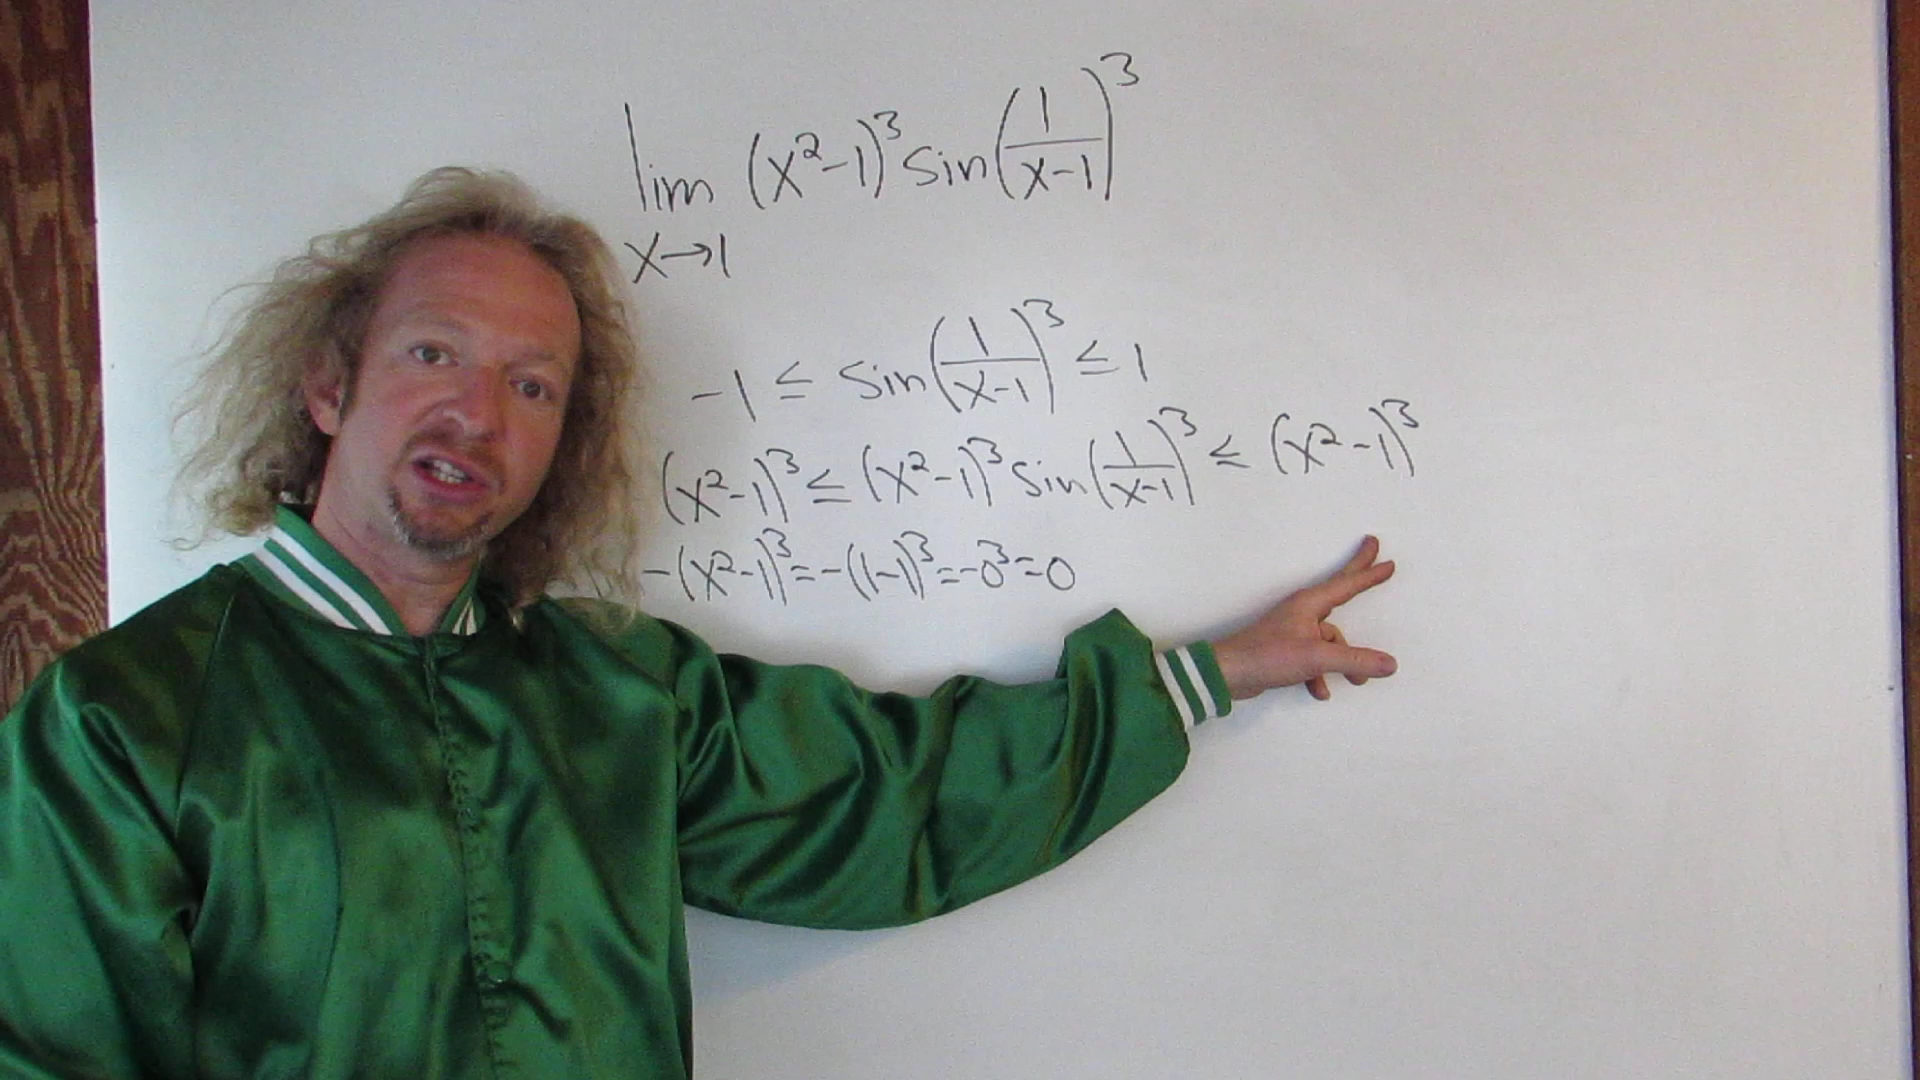 lim (x²-1)³ sin(1/(x-1))³
x→1
-1 ≤ sin(1/(x-1))³ ≤ 1
(x²-1)³ ≤ (x²-1)³ sin(1/(x-1))³ ≤ (x²-1)³
-(x²-1)³ = -(1-1)³ = -0³ = 0